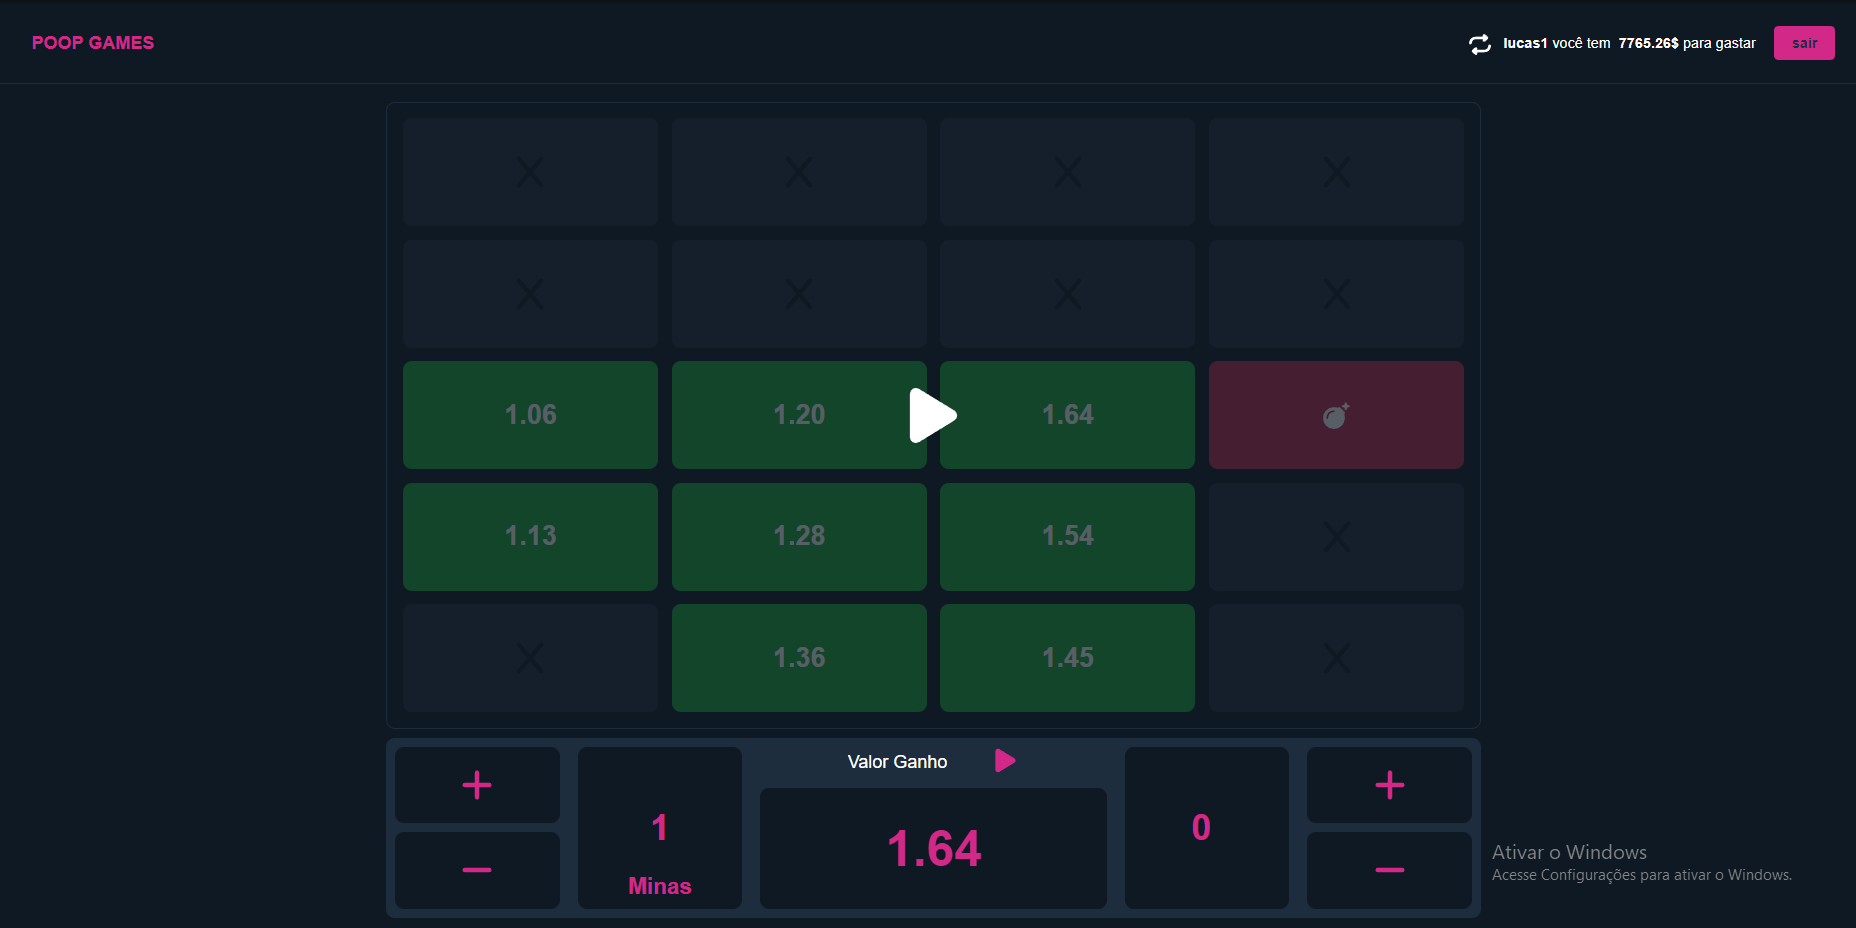 POOP GAMES
lucas1 você tem 7765.26$ para gastar
sair
1.06 1.20 1.64
1.13 1.28 1.54
1.36 1.45
Valor Ganho
1
Minas
1.64
0
Ativar o Windows
Acesse Configurações para ativar o Windows.